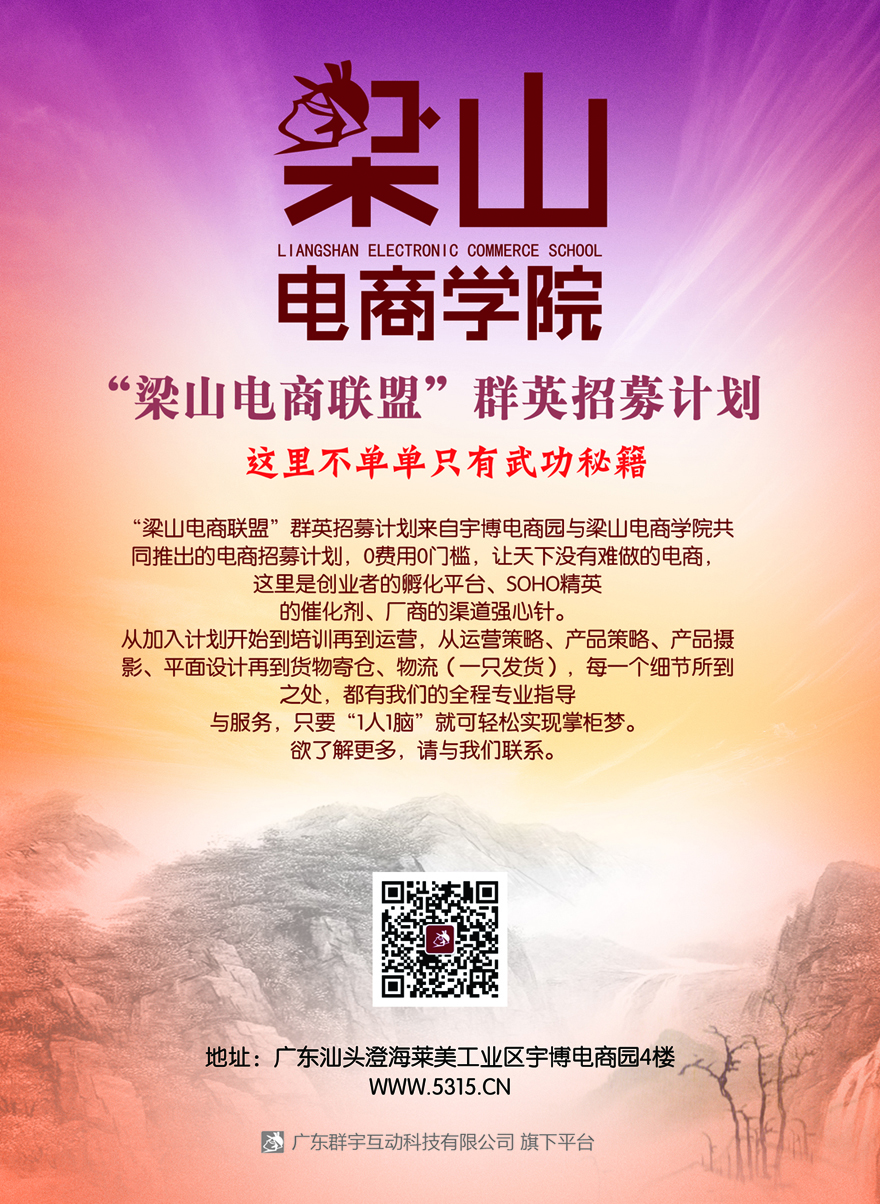 梁山
LIANGSHAN ELECTRONIC COMMERCE SCHOOL
电商学院
“梁山电商联盟”群英招募计划
这里不单单只有武功秘籍
“梁山电商联盟”群英招募计划来自宇博电商园与梁山电商学院共
同推出的电商招募计划，0费用0门槛，让天下没有难做的电商，
这里是创业者的孵化平台、SOHO精英
的催化剂、厂商的渠道强心针。
从加入计划开始到培训再到运营，从运营策略、产品策略、产品摄
影、平面设计再到货物寄仓、物流（一只发货），每一个细节所到
之处，都有我们的全程专业指导
与服务，只要“1人1脑”就可轻松实现掌柜梦。
欲了解更多，请与我们联系。
地址：广东汕头澄海莱美工业区宇博电商园4楼
WWW.5315.CN
广东群宇互动科技有限公司 旗下平台